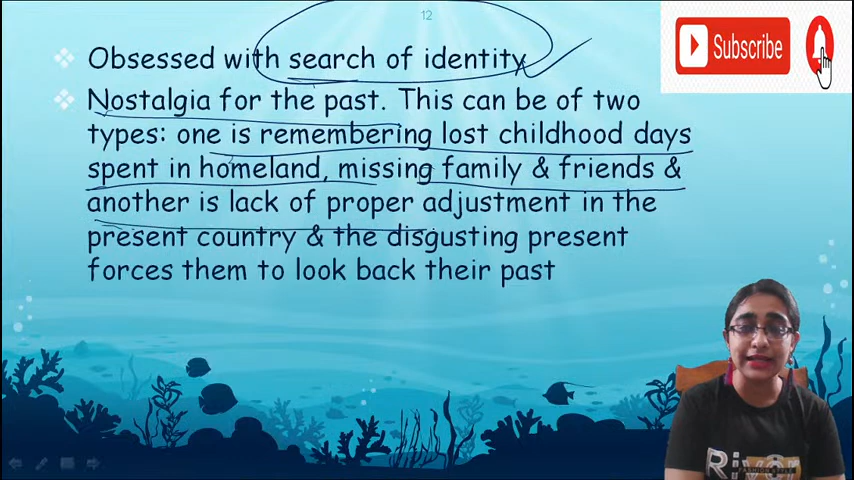 12
Subscribe
Obsessed with search of identity
Nostalgia for the past. This can be of two
types: one is remembering lost childhood days
spent in homeland, missing family & friends &
another is lack of proper adjustment in the
present country & the disgusting present
forces them to look back their past
River